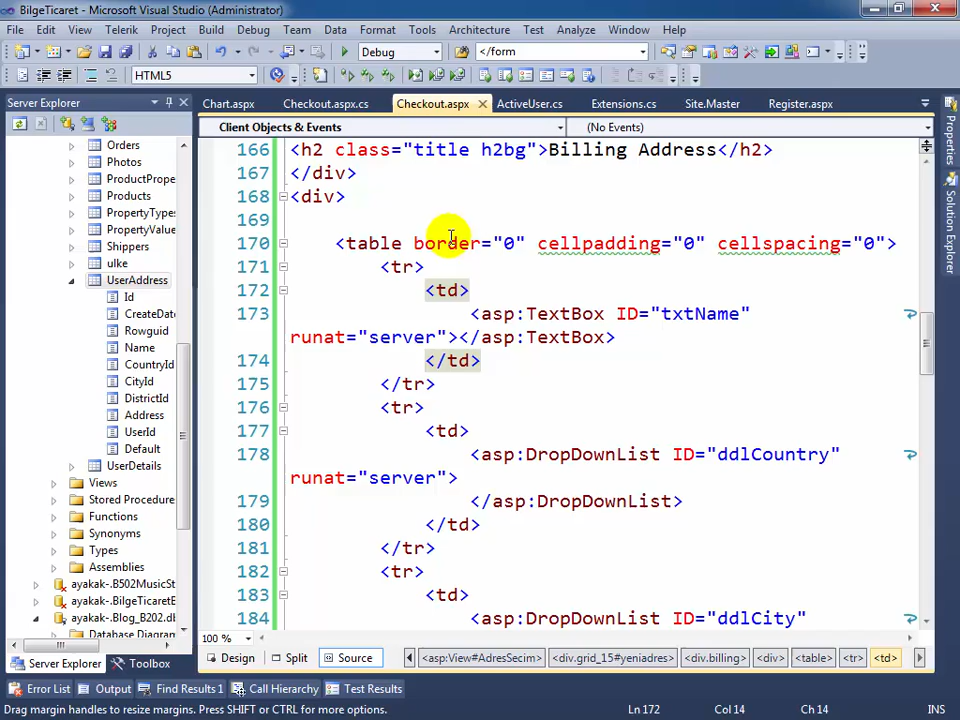 BilgeTicaret - Microsoft Visual Studio (Administrator)
File Edit View Telerik Project Build Debug Team Data Format Tools Architecture Test Analyze Window Help
Debug </form
HTML5
Server Explorer
Chart.aspx Checkout.aspx.cs Checkout.aspx ActiveUser.cs Extensions.cs Site.Master Register.aspx
Client Objects & Events (No Events)
Orders
Photos
ProductPrope
Products
PropertyTypes
PropertyValue
Shippers
ulke
UserAddress
Id
CreateDate
Rowguid
Name
CountryId
CityId
DistrictId
Address
UserId
Default
UserDetails
Views
Stored Procedure
Functions
Synonyms
Types
Assemblies
ayakak-.B502MusicSt
ayakak-.BilgeTicaretE
ayakak-.Blog_B202.db
Database Diagram
166 <h2 class="title h2bg">Billing Address</h2>
167 </div>
168 <div>
169
170 <table border="0" cellpadding="0" cellspacing="0">
171 <tr>
172 <td>
173 <asp:TextBox ID="txtName"
runat="server"></asp:TextBox>
174 </td>
175 </tr>
176 <tr>
177 <td>
178 <asp:DropDownList ID="ddlCountry"
runat="server">
179 </asp:DropDownList>
180 </td>
181 </tr>
182 <tr>
183 <td>
184 <asp:DropDownList ID="ddlCity"
Properties
Solution Explorer
100 %
Server Explorer Toolbox
Design Split Source <asp:View#AdresSecim> <div.grid_15#yeniadres> <div.billing> <div> <table> <tr> <td>
Error List Output Find Results 1 Call Hierarchy Test Results
Drag margin handles to resize margins. Press SHIFT or CTRL for more options. Ln 172 Col 14 Ch 14 INS